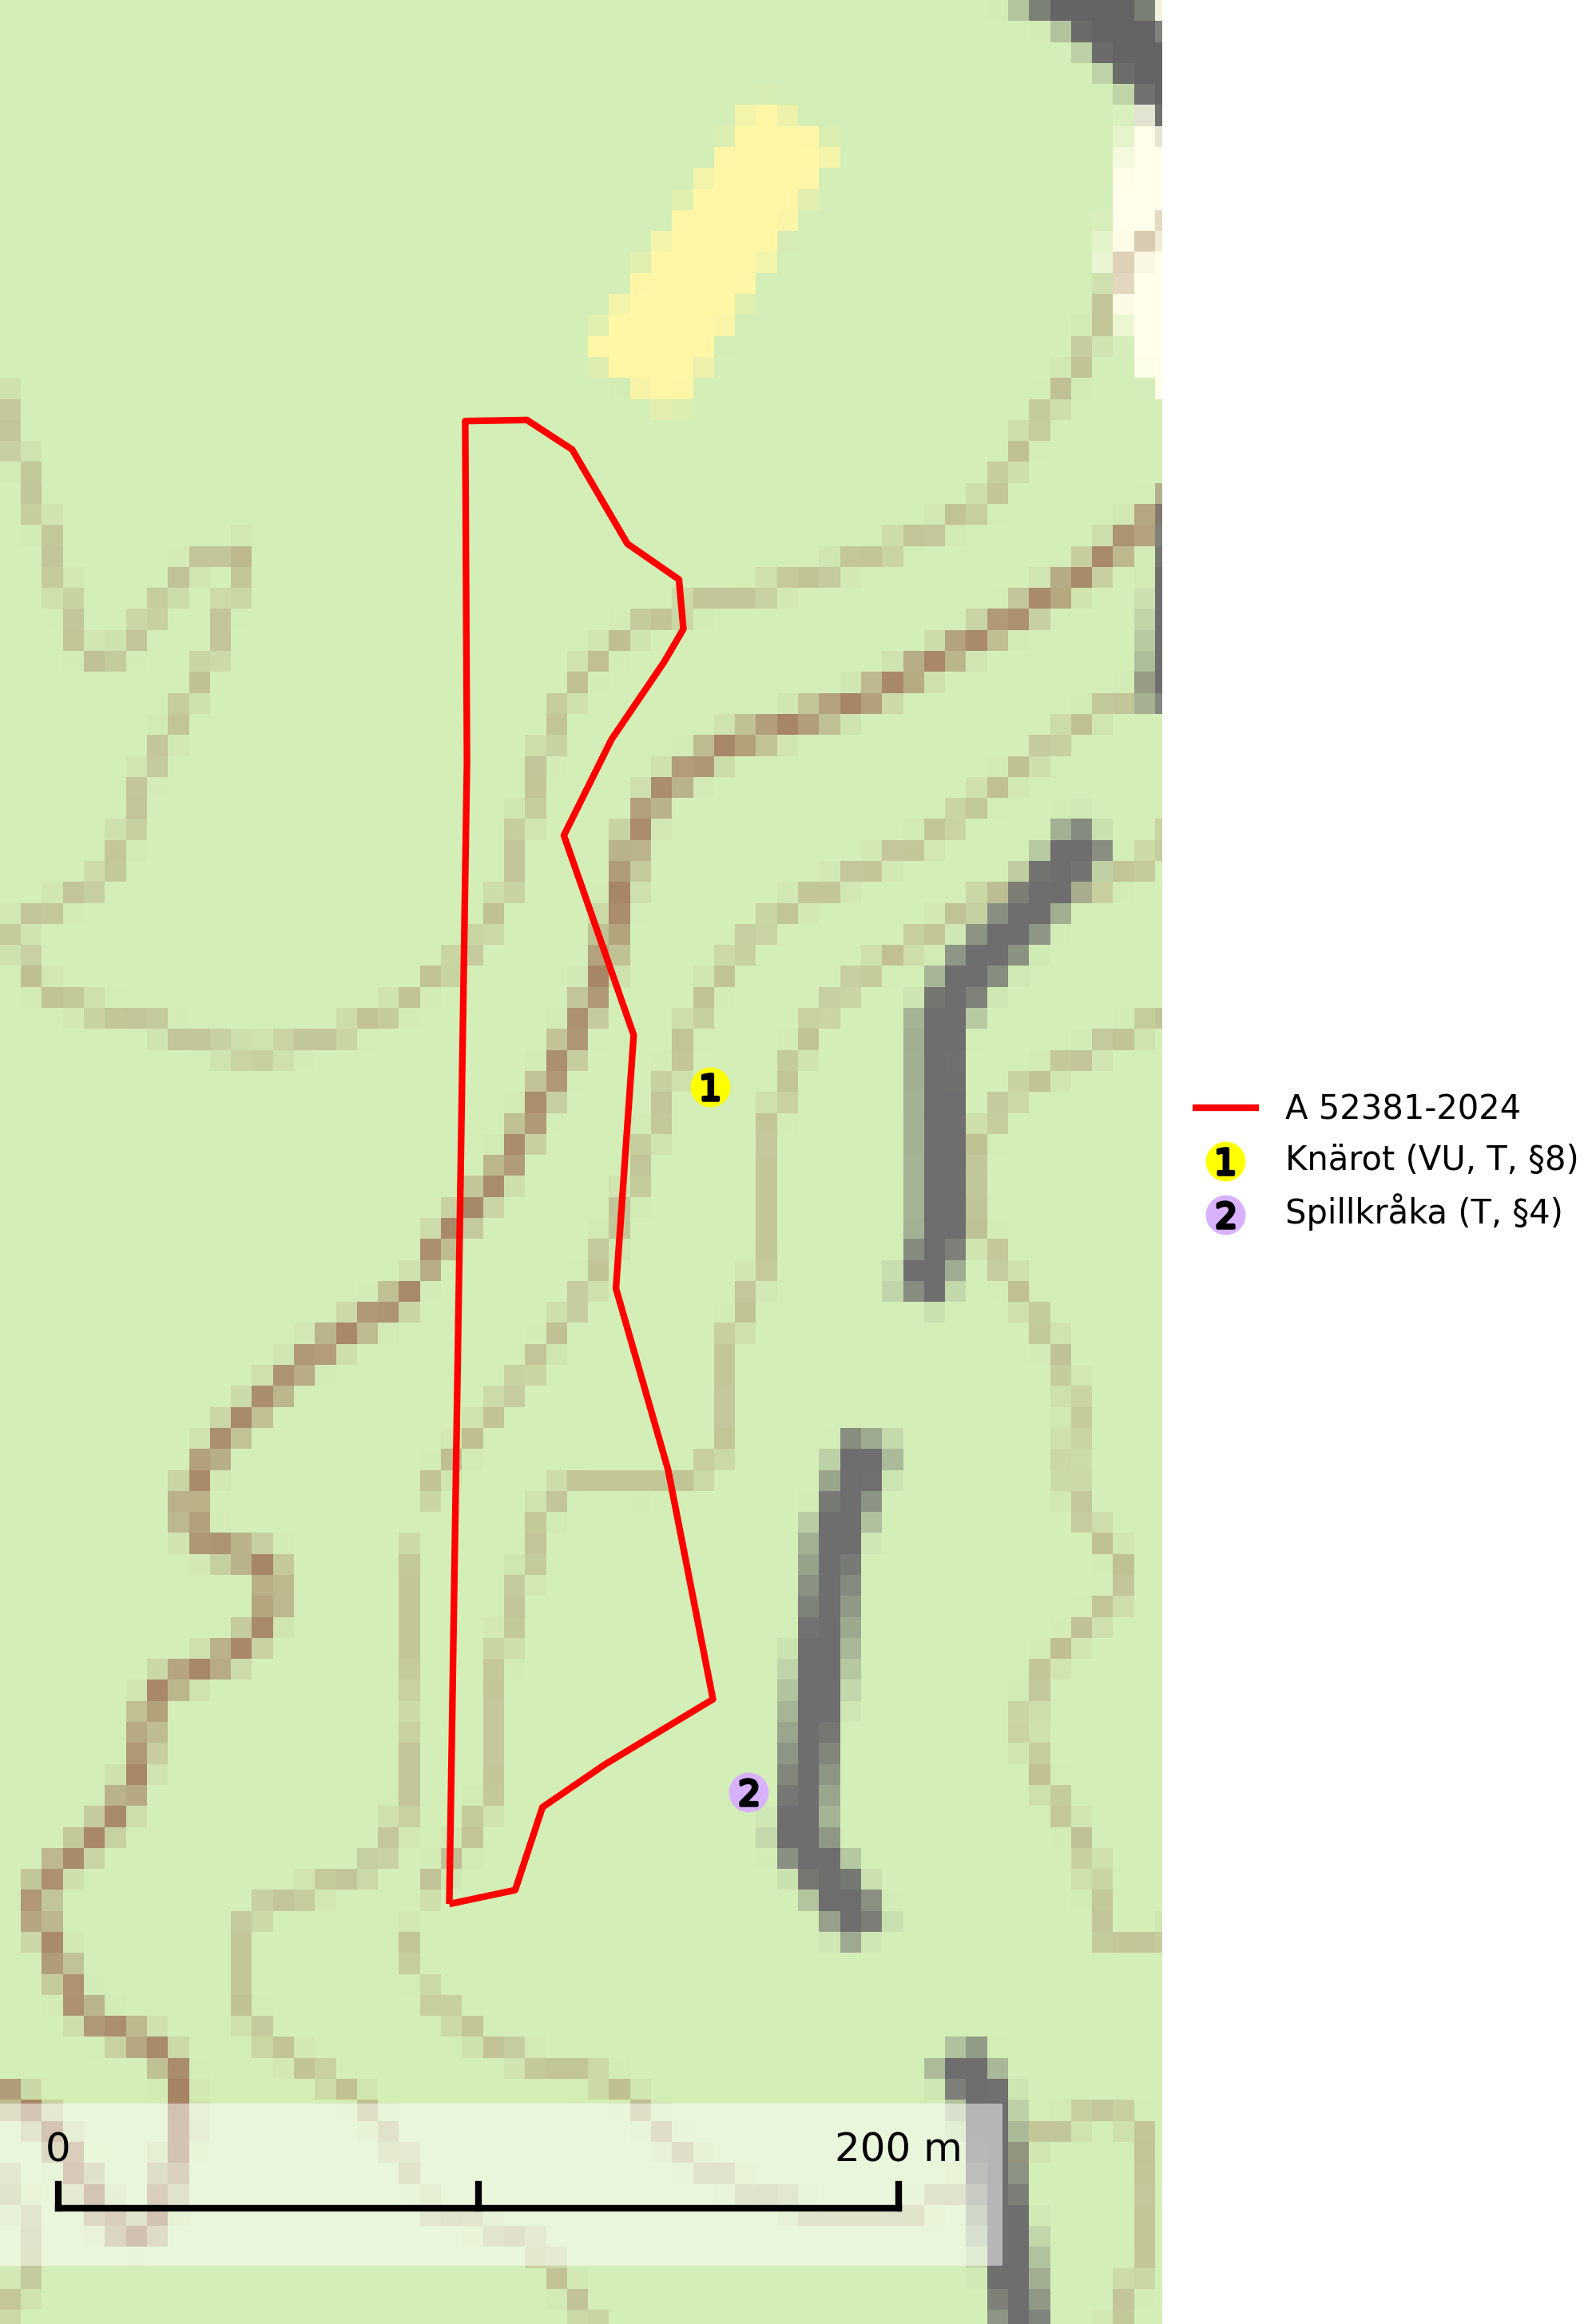 1
A 52381-2024
1 Knärot (VU, T, §8)
2 Spillkråka (T, §4)
2
0 200 m